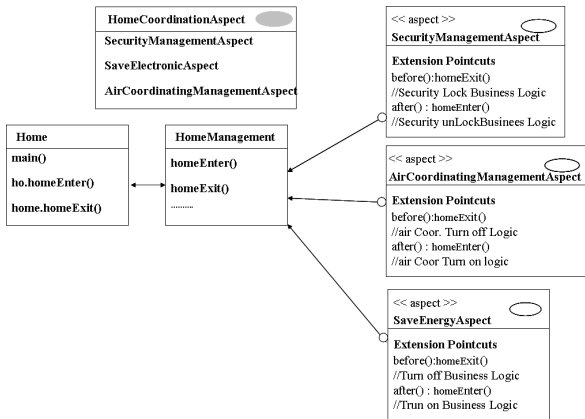 HomeCoordinationAspect
SecurityManagementAspect
SaveElectronicAspect
AirCoordinatingManagementAspect
Home
main()
ho.homeEnter()
home.homeExit()
HomeManagement
homeEnter()
homeExit()
..........
<< aspect >>
SecurityManagementAspect
Extension Pointcuts
before():homeExit()
//Security Lock Business Logic
after() : homeEnter()
//Security unLockBusinees Logic
<< aspect >>
AirCoordinatingManagementAspect
Extension Pointcuts
before():homeExit()
//air Coor. Turn off Logic
after() : homeEnter()
//air Coor Turn on logic
<< aspect >>
SaveEnergyAspect
Extension Pointcuts
before():homeExit()
//Turn off Business Logic
after() : homeEnter()
//Trun on Business Logic